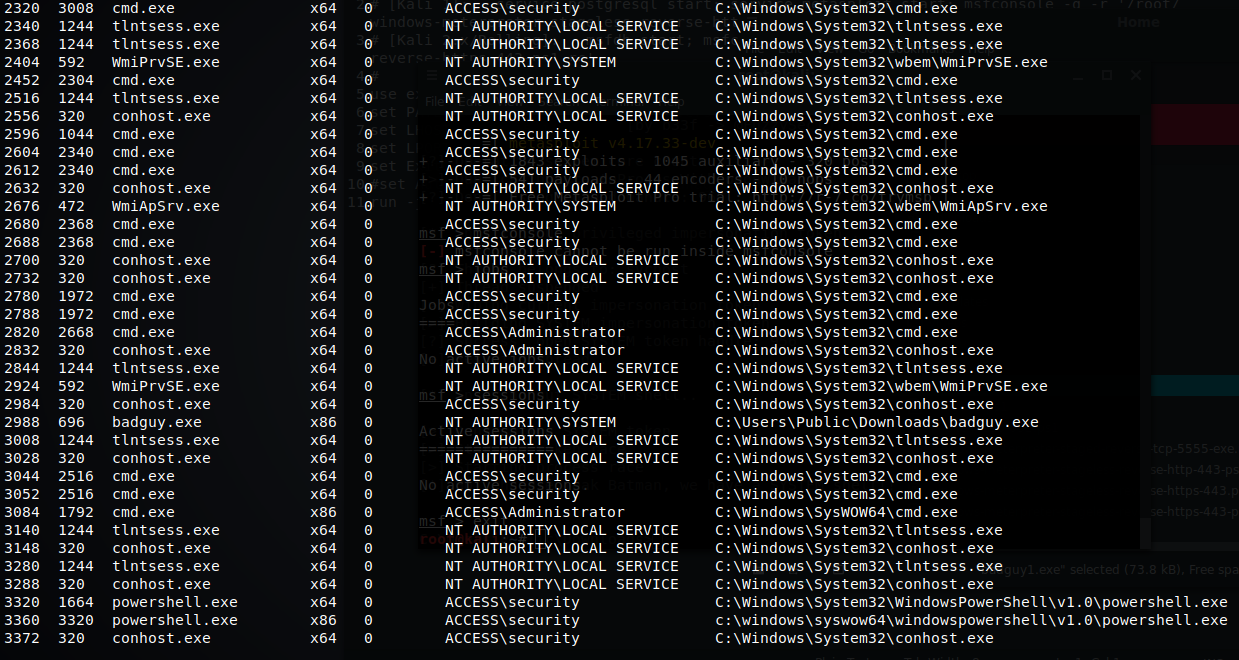 2320 3008 cmd.exe x64 0 ACCESS\security C:\Windows\System32\cmd.exe
2340 1244 tlntsess.exe x64 0 NT AUTHORITY\LOCAL SERVICE C:\Windows\System32\tlntsess.exe
2368 1244 tlntsess.exe x64 0 NT AUTHORITY\LOCAL SERVICE C:\Windows\System32\tlntsess.exe
2404 592 WmiPrvSE.exe x64 0 NT AUTHORITY\SYSTEM C:\Windows\System32\wbem\WmiPrvSE.exe
2452 2304 cmd.exe x64 0 ACCESS\security C:\Windows\System32\cmd.exe
2516 1244 tlntsess.exe x64 0 NT AUTHORITY\LOCAL SERVICE C:\Windows\System32\tlntsess.exe
2556 320 conhost.exe x64 0 NT AUTHORITY\LOCAL SERVICE C:\Windows\System32\conhost.exe
2596 1044 cmd.exe x64 0 ACCESS\security C:\Windows\System32\cmd.exe
2604 2340 cmd.exe x64 0 ACCESS\security C:\Windows\System32\cmd.exe
2612 2340 cmd.exe x64 0 ACCESS\security C:\Windows\System32\cmd.exe
2632 320 conhost.exe x64 0 NT AUTHORITY\LOCAL SERVICE C:\Windows\System32\conhost.exe
2676 472 WmiApSrv.exe x64 0 NT AUTHORITY\SYSTEM C:\Windows\System32\wbem\WmiApSrv.exe
2680 2368 cmd.exe x64 0 ACCESS\security C:\Windows\System32\cmd.exe
2688 2368 cmd.exe x64 0 ACCESS\security C:\Windows\System32\cmd.exe
2700 320 conhost.exe x64 0 NT AUTHORITY\LOCAL SERVICE C:\Windows\System32\conhost.exe
2732 320 conhost.exe x64 0 NT AUTHORITY\LOCAL SERVICE C:\Windows\System32\conhost.exe
2780 1972 cmd.exe x64 0 ACCESS\security C:\Windows\System32\cmd.exe
2788 1972 cmd.exe x64 0 ACCESS\security C:\Windows\System32\cmd.exe
2820 2668 cmd.exe x64 0 ACCESS\Administrator C:\Windows\System32\cmd.exe
2832 320 conhost.exe x64 0 ACCESS\Administrator C:\Windows\System32\conhost.exe
2844 1244 tlntsess.exe x64 0 NT AUTHORITY\LOCAL SERVICE C:\Windows\System32\tlntsess.exe
2924 592 WmiPrvSE.exe x64 0 NT AUTHORITY\LOCAL SERVICE C:\Windows\System32\wbem\WmiPrvSE.exe
2984 320 conhost.exe x64 0 ACCESS\security C:\Windows\System32\conhost.exe
2988 696 badguy.exe x86 0 NT AUTHORITY\SYSTEM C:\Users\Public\Downloads\badguy.exe
3008 1244 tlntsess.exe x64 0 NT AUTHORITY\LOCAL SERVICE C:\Windows\System32\tlntsess.exe
3028 320 conhost.exe x64 0 NT AUTHORITY\LOCAL SERVICE C:\Windows\System32\conhost.exe
3044 2516 cmd.exe x64 0 ACCESS\security C:\Windows\System32\cmd.exe
3052 2516 cmd.exe x64 0 ACCESS\security C:\Windows\System32\cmd.exe
3084 1792 cmd.exe x86 0 ACCESS\Administrator C:\Windows\SysWOW64\cmd.exe
3140 1244 tlntsess.exe x64 0 NT AUTHORITY\LOCAL SERVICE C:\Windows\System32\tlntsess.exe
3148 320 conhost.exe x64 0 NT AUTHORITY\LOCAL SERVICE C:\Windows\System32\conhost.exe
3280 1244 tlntsess.exe x64 0 NT AUTHORITY\LOCAL SERVICE C:\Windows\System32\tlntsess.exe
3288 320 conhost.exe x64 0 NT AUTHORITY\LOCAL SERVICE C:\Windows\System32\conhost.exe
3320 1664 powershell.exe x64 0 ACCESS\security C:\Windows\System32\WindowsPowerShell\v1.0\powershell.exe
3360 3320 powershell.exe x86 0 ACCESS\security c:\windows\syswow64\windowspowershell\v1.0\powershell.exe
3372 320 conhost.exe x64 0 ACCESS\security C:\Windows\System32\conhost.exe